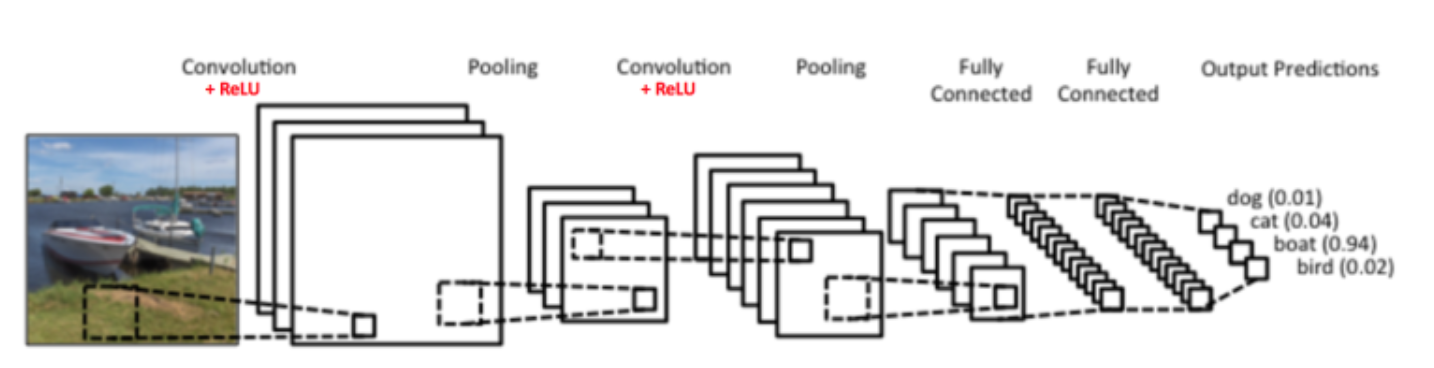 Convolution
+ ReLU
Pooling
Convolution
+ ReLU
Pooling
Fully
Connected
Fully
Connected
Output Predictions
dog (0.01)
cat (0.04)
boat (0.94)
bird (0.02)